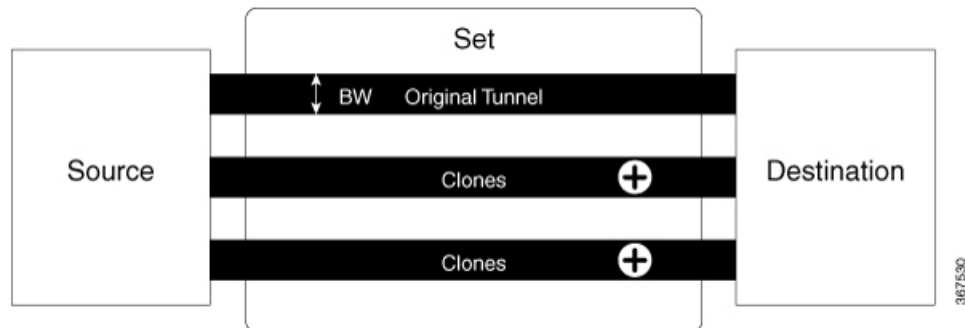 Set
BW Original Tunnel
Source
Clones
Destination
Clones
367530